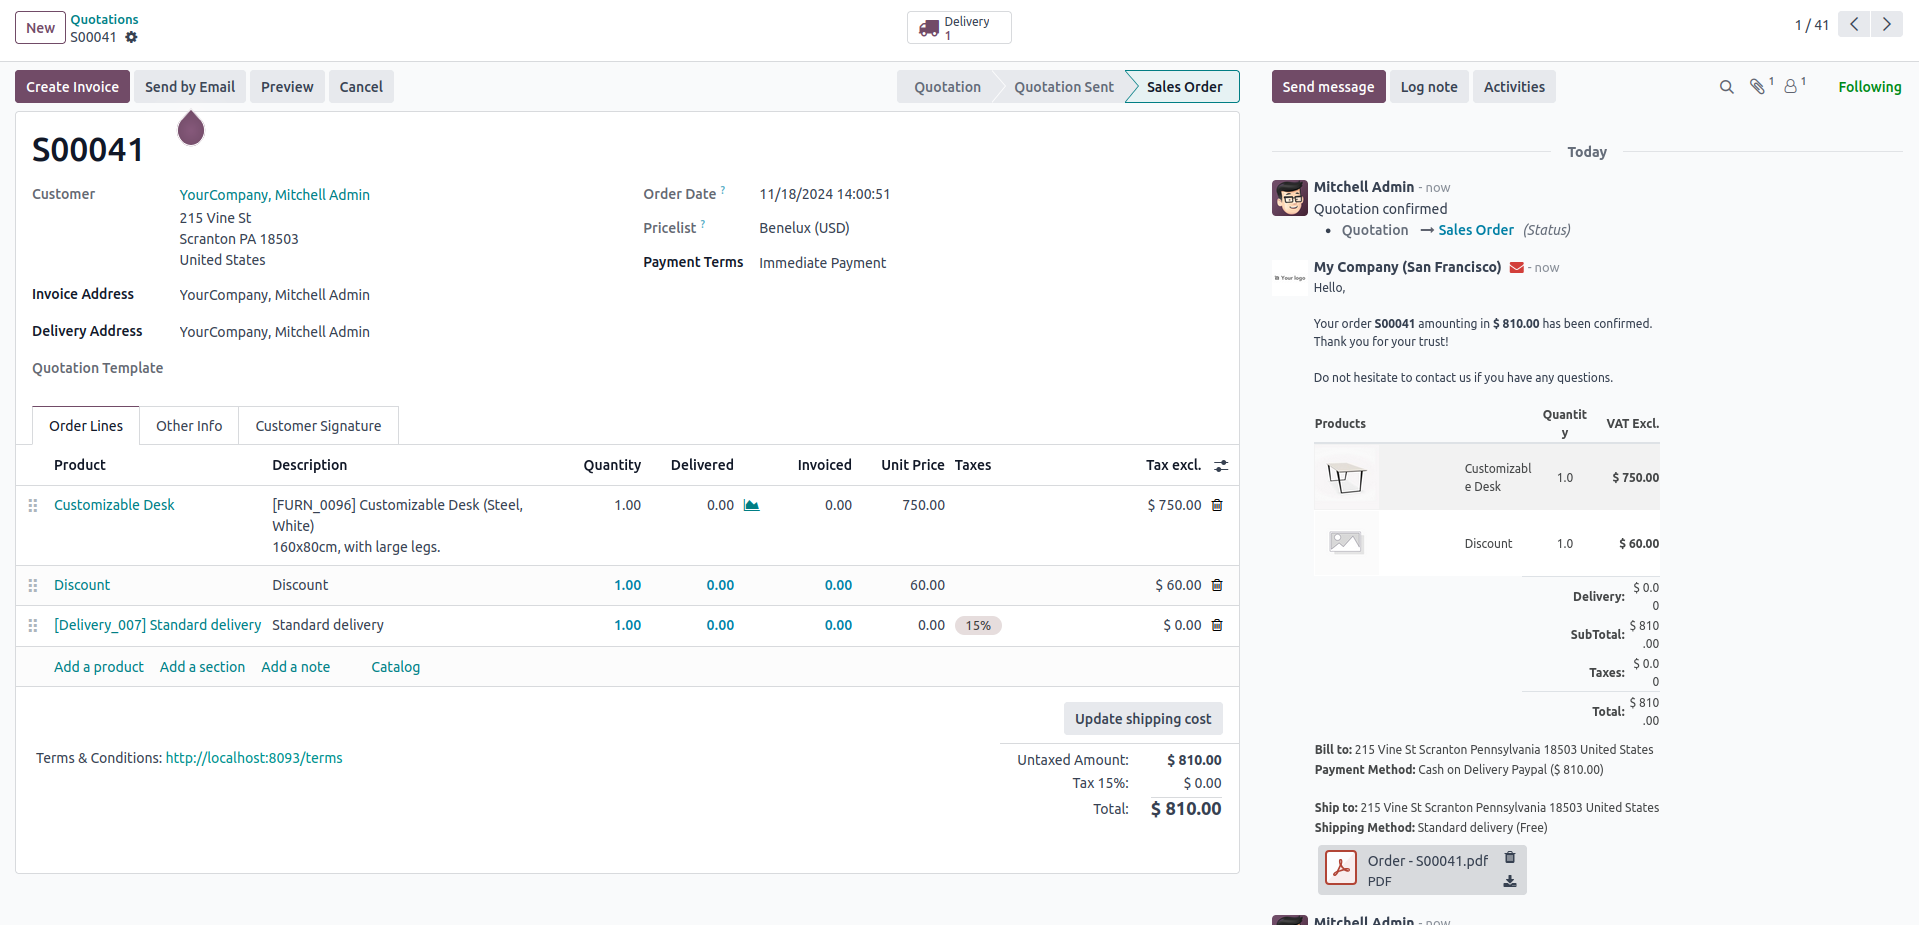 New
Quotations
S00041
Delivery
1
1 / 41
Create Invoice
Send by Email
Preview
Cancel
Quotation
Quotation Sent
Sales Order
Send message
Log note
Activities
1
1
Following
S00041
Customer
YourCompany, Mitchell Admin
215 Vine St
Scranton PA 18503
United States
Invoice Address
YourCompany, Mitchell Admin
Delivery Address
YourCompany, Mitchell Admin
Quotation Template
Order Date ?
11/18/2024 14:00:51
Pricelist ?
Benelux (USD)
Payment Terms
Immediate Payment
Order Lines
Other Info
Customer Signature
Product Description Quantity Delivered Invoiced Unit Price Taxes Tax excl.
Customizable Desk [FURN_0096] Customizable Desk (Steel, 1.00 0.00 0.00 750.00 $ 750.00
White)
160x80cm, with large legs.
Discount Discount 1.00 0.00 0.00 60.00 $ 60.00
[Delivery_007] Standard delivery Standard delivery 1.00 0.00 0.00 0.00 15% $ 0.00
Add a product Add a section Add a note Catalog
Update shipping cost
Terms & Conditions: http://localhost:8093/terms
Untaxed Amount: $ 810.00
Tax 15%: $ 0.00
Total: $ 810.00
Today
Mitchell Admin - now
Quotation confirmed
• Quotation → Sales Order (Status)
Your logo
My Company (San Francisco) - now
Hello,
Your order S00041 amounting in $ 810.00 has been confirmed.
Thank you for your trust!
Do not hesitate to contact us if you have any questions.
Products Quantit VAT Excl.
y
Customizabl 1.0 $ 750.00
e Desk
Discount 1.0 $ 60.00
Delivery: $ 0.0
0
SubTotal: $ 810
.00
Taxes: $ 0.0
0
Total: $ 810
.00
Bill to: 215 Vine St Scranton Pennsylvania 18503 United States
Payment Method: Cash on Delivery Paypal ($ 810.00)
Ship to: 215 Vine St Scranton Pennsylvania 18503 United States
Shipping Method: Standard delivery (Free)
Order - S00041.pdf
PDF
Mitchell Admin - now